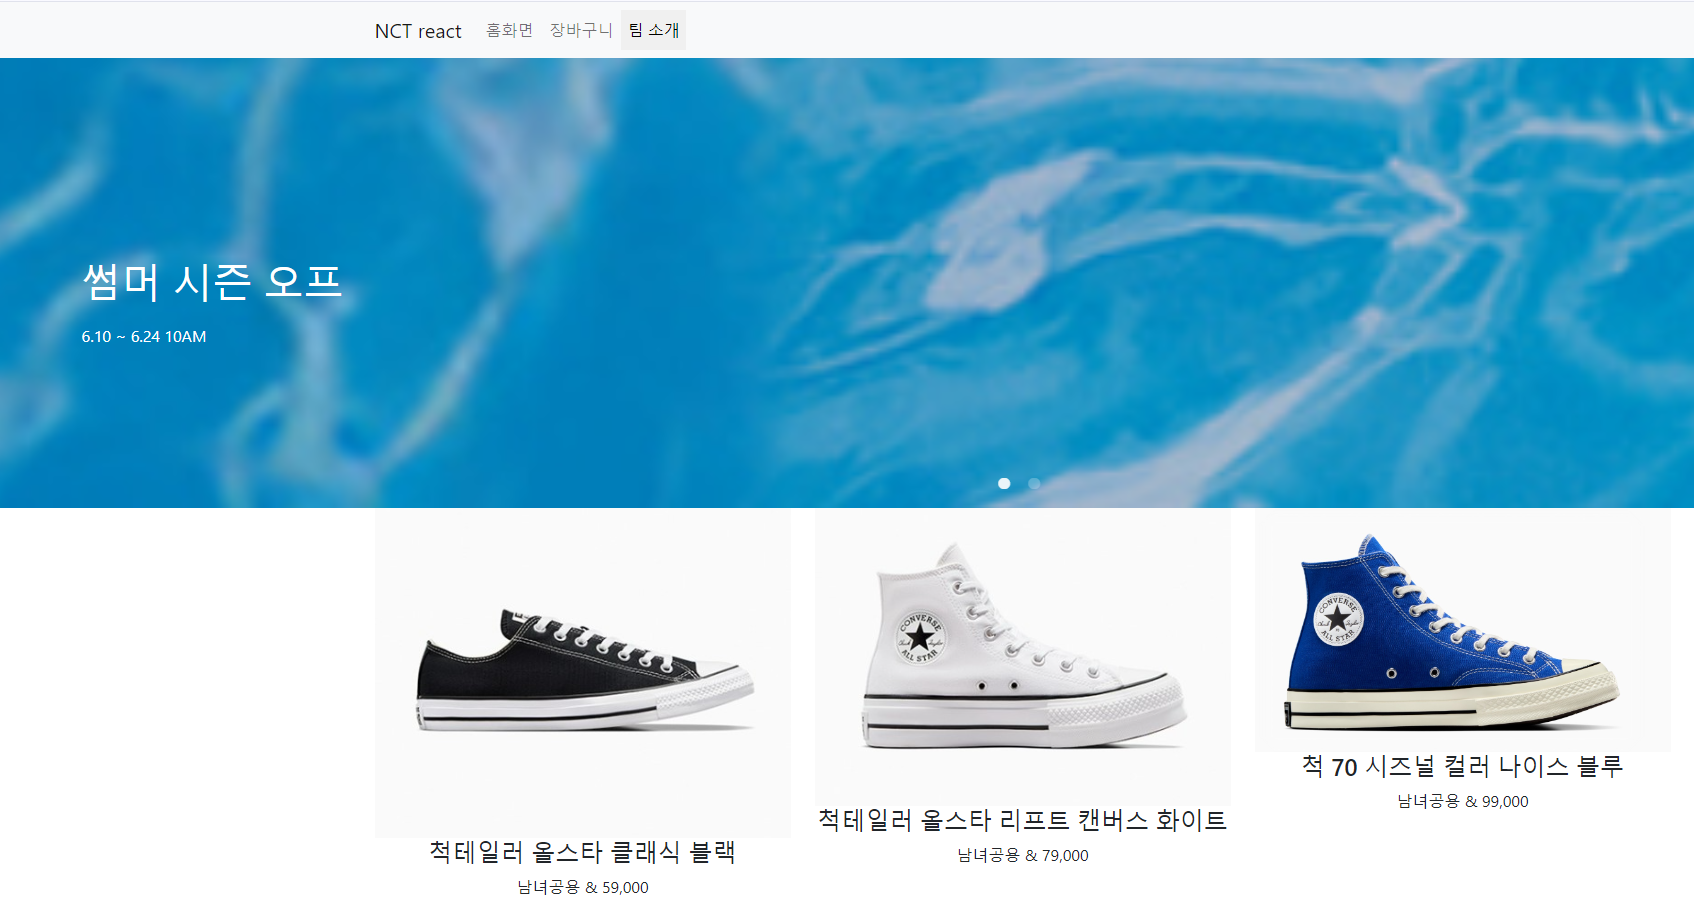 NCT react 홈화면 장바구니 팀 소개
썸머 시즌 오프
6.10 ~ 6.24 10AM
CONVERSE
ALL STAR
CONVERSE
ALL STAR
척테일러 올스타 클래식 블랙
남녀공용 & 59,000
척테일러 올스타 리프트 캔버스 화이트
남녀공용 & 79,000
척 70 시즈널 컬러 나이스 블루
남녀공용 & 99,000